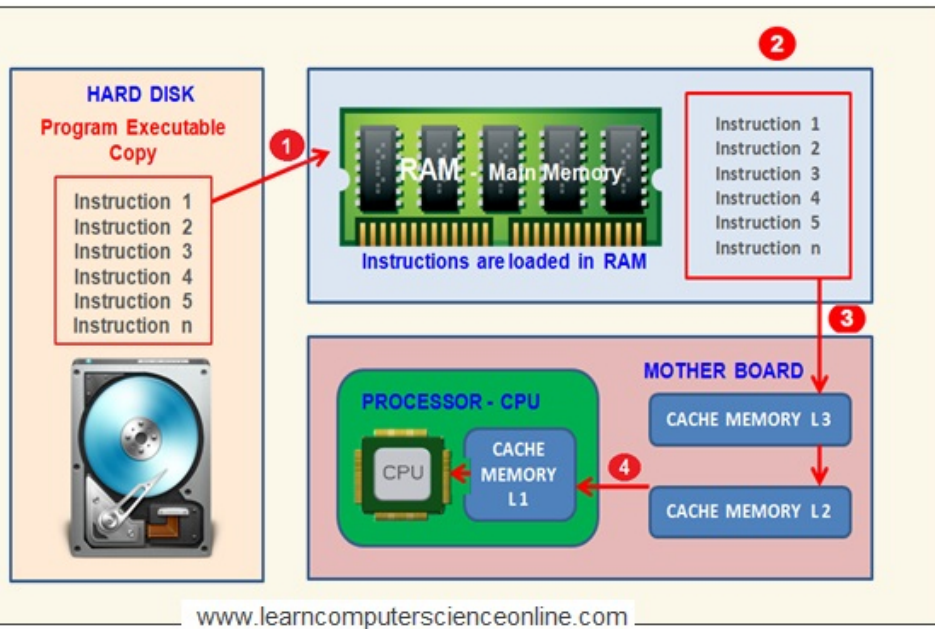 2
HARD DISK
Program Executable
Copy
Instruction 1
Instruction 2
Instruction 3
Instruction 4
Instruction 5
Instruction n
1
RAM - Main Memory
Instructions are loaded in RAM
Instruction 1
Instruction 2
Instruction 3
Instruction 4
Instruction 5
Instruction n
3
MOTHER BOARD
PROCESSOR - CPU
CPU
CACHE
MEMORY
L1
4
CACHE MEMORY L3
CACHE MEMORY L2
www.learncomputerscienceonline.com